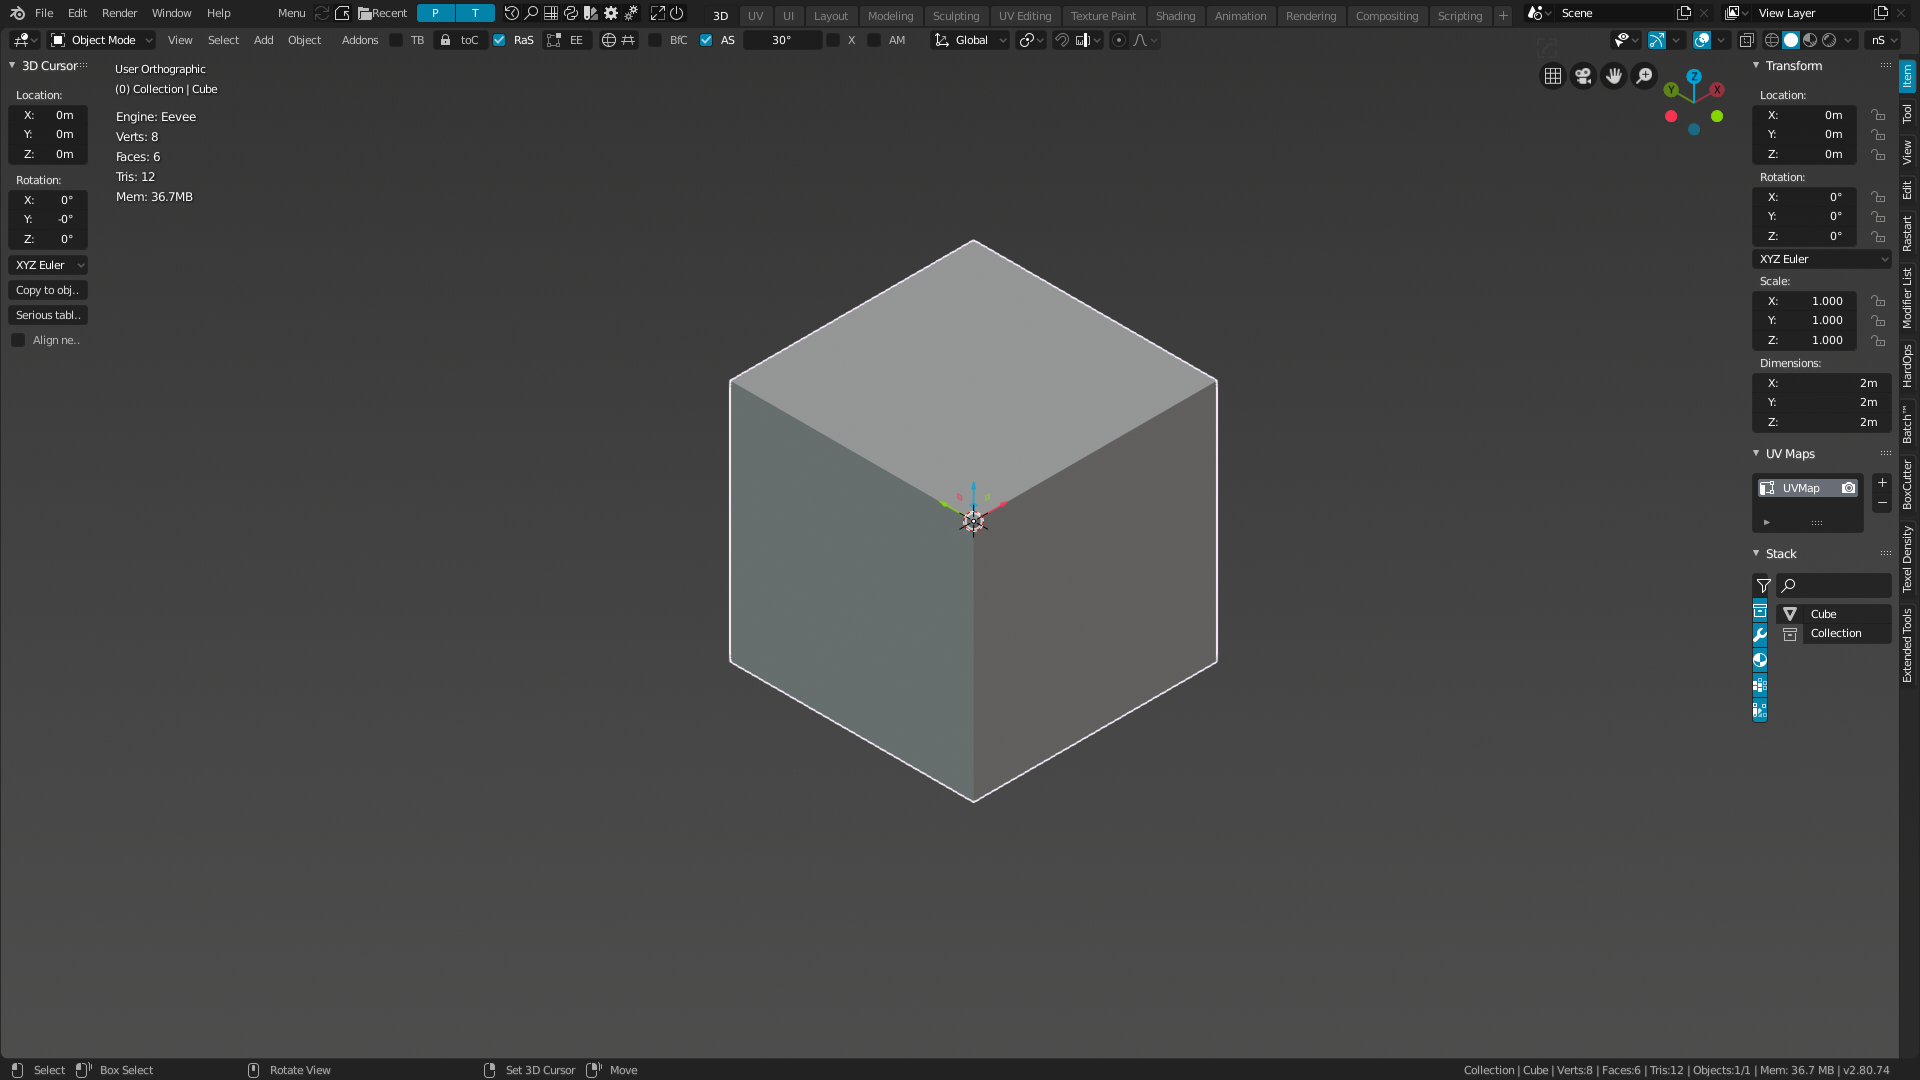 File Edit Render Window Help Menu Recent P T 3D UV UI Layout Modeling Sculpting UV Editing Texture Paint Shading Animation Rendering Compositing Scripting + Scene View Layer
Object Mode View Select Add Object Addons TB toC RaS EE BfC AS 30° X AM Global nS
3D Cursor
Location:
X: 0m
Y: 0m
Z: 0m
Rotation:
X: 0°
Y: -0°
Z: 0°
XYZ Euler
Copy to obj..
Serious tabl..
Align ne..
User Orthographic
(0) Collection | Cube
Engine: Eevee
Verts: 8
Faces: 6
Tris: 12
Mem: 36.7MB
Z
Y X
Transform
Location:
X: 0m
Y: 0m
Z: 0m
Rotation:
X: 0°
Y: 0°
Z: 0°
XYZ Euler
Scale:
X: 1.000
Y: 1.000
Z: 1.000
Dimensions:
X: 2m
Y: 2m
Z: 2m
UV Maps
UVMap
Stack
Cube
Collection
Item
Tool
View
Edit
Rastart
Modifier List
HardOps
Batch™
BoxCutter
Texel Density
Extended Tools
Select Box Select Rotate View Set 3D Cursor Move Collection | Cube | Verts:8 | Faces:6 | Tris:12 | Objects:1/1 | Mem: 36.7 MB | v2.80.74